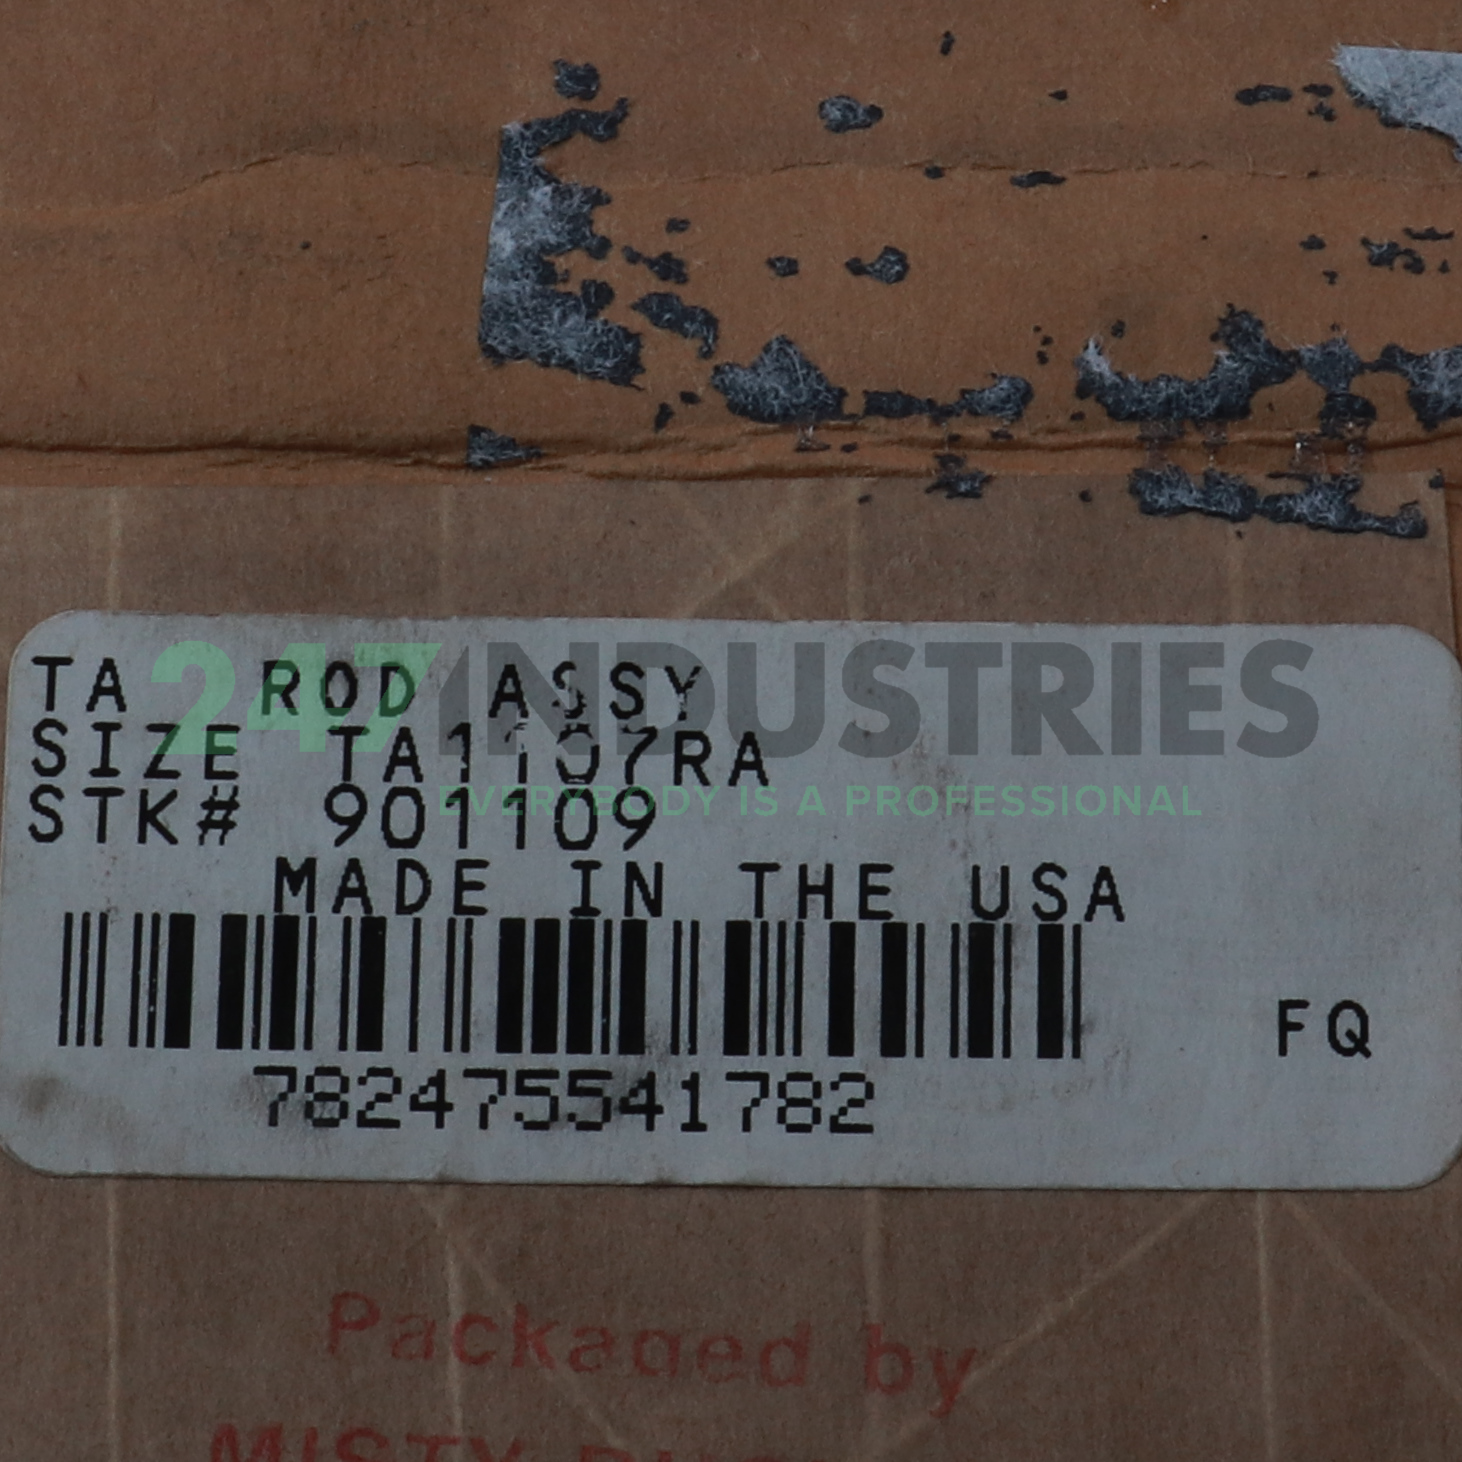 TA ROD ASSY
SIZE TA1107RA
STK# 901109
MADE IN THE USA
782475541782
FQ
247INDUSTRIES
EVERYBODY IS A PROFESSIONAL
Packaged by
MISTY